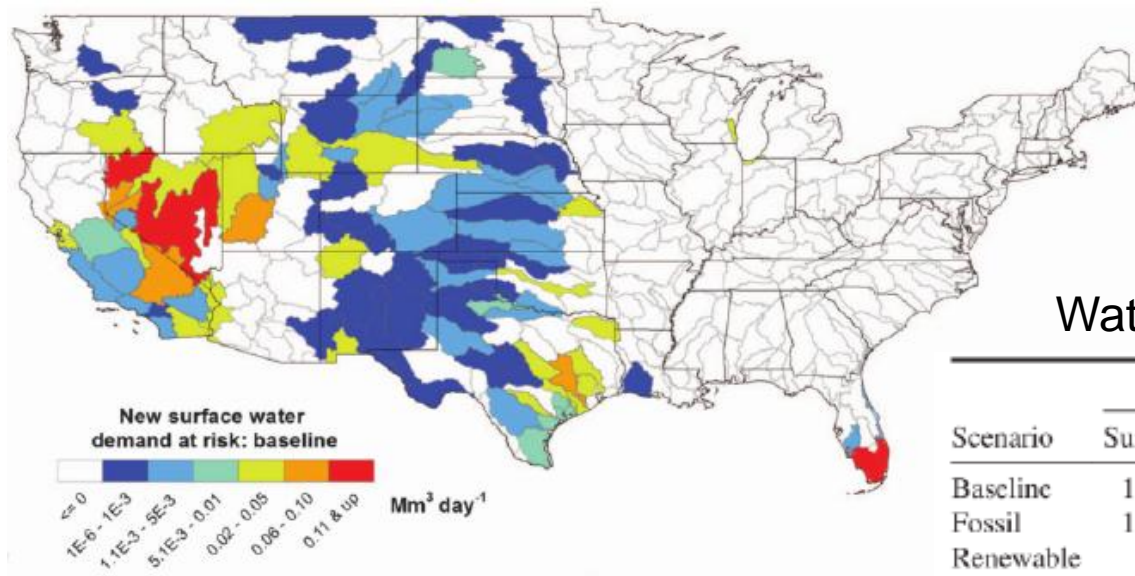 Wat
New surface water
demand at risk: baseline
<= 0
1E-6 - 1E-3
1.1E-3 - 5E-3
5.1E-3 - 0.01
0.02 - 0.05
0.06 - 0.10
0.11 & up
Mm³ day⁻¹
Scenario Su
Baseline 1
Fossil 1
Renewable